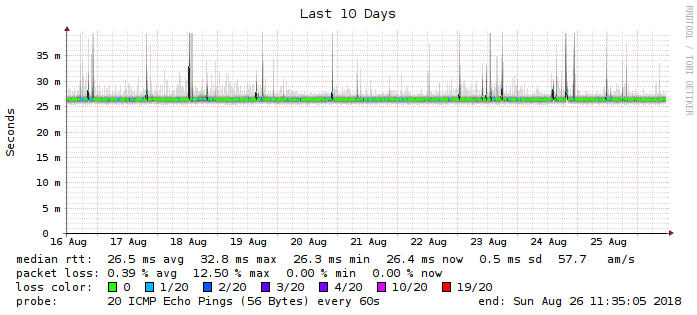 Last 10 Days
RRDTOOL / TOBI OETIKER
Seconds
35 m
30 m
25 m
20 m
15 m
10 m
5 m
0
16 Aug 17 Aug 18 Aug 19 Aug 20 Aug 21 Aug 22 Aug 23 Aug 24 Aug 25 Aug
median rtt: 26.5 ms avg 32.8 ms max 26.3 ms min 26.4 ms now 0.5 ms sd 57.7 am/s
packet loss: 0.39 % avg 12.50 % max 0.00 % min 0.00 % now
loss color: 0 1/20 2/20 3/20 4/20 10/20 19/20
probe: 20 ICMP Echo Pings (56 Bytes) every 60s end: Sun Aug 26 11:35:05 2018